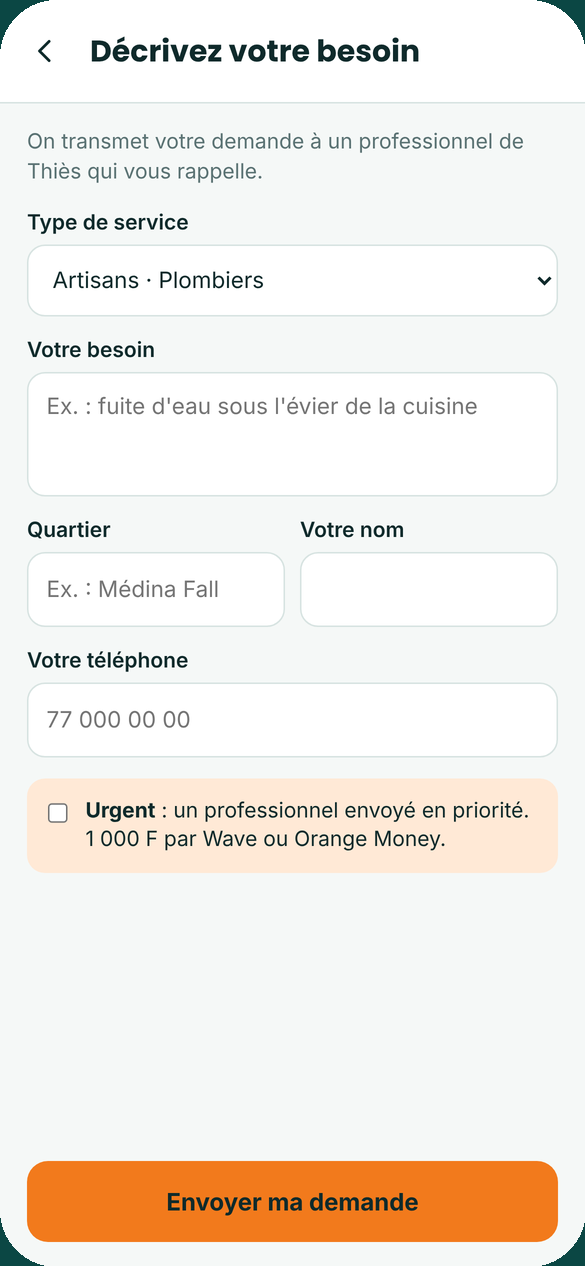 Décrivez votre besoin
On transmet votre demande à un professionnel de
Thiès qui vous rappelle.
Type de service
Artisans · Plombiers
Votre besoin
Ex. : fuite d'eau sous l'évier de la cuisine
Quartier
Votre nom
Ex. : Médina Fall
Votre téléphone
77 000 00 00
Urgent : un professionnel envoyé en priorité.
1 000 F par Wave ou Orange Money.
Envoyer ma demande